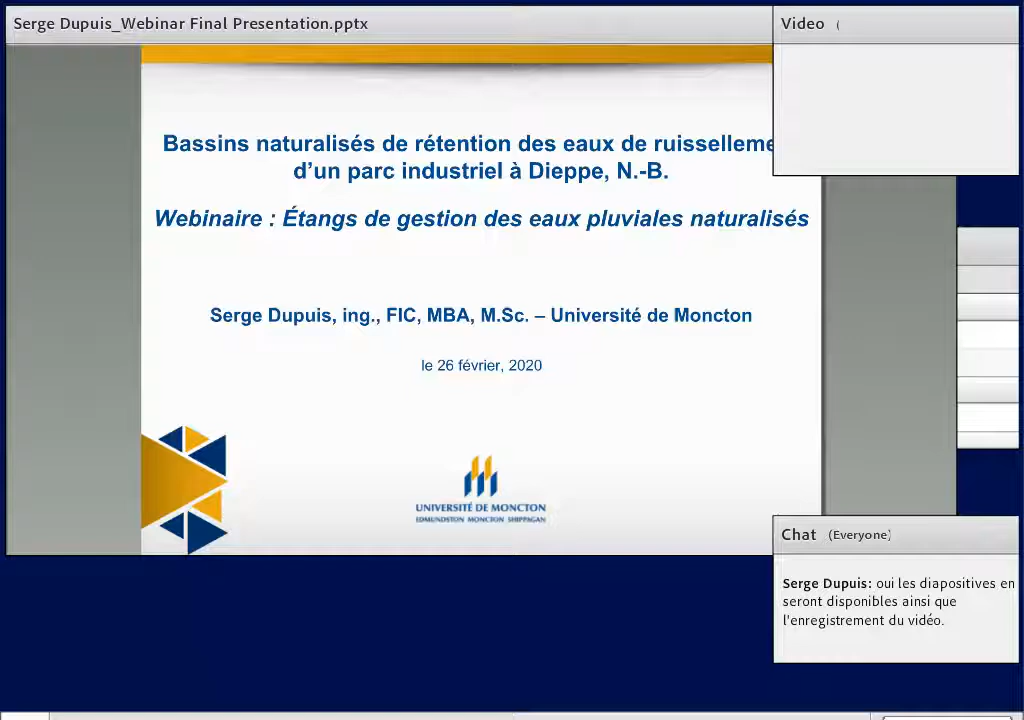 Serge Dupuis_Webinar Final Presentation.pptx
Video (
Bassins naturalisés de rétention des eaux de ruisselleme
d'un parc industriel à Dieppe, N.-B.
Webinaire : Étangs de gestion des eaux pluviales naturalisés
Serge Dupuis, ing., FIC, MBA, M.Sc. – Université de Moncton
le 26 février, 2020
UNIVERSITÉ DE MONCTON
EDMUNDSTON MONCTON SHIPPAGAN
Chat (Everyone)
Serge Dupuis: oui les diapositives en
seront disponibles ainsi que
l'enregistrement du vidéo.